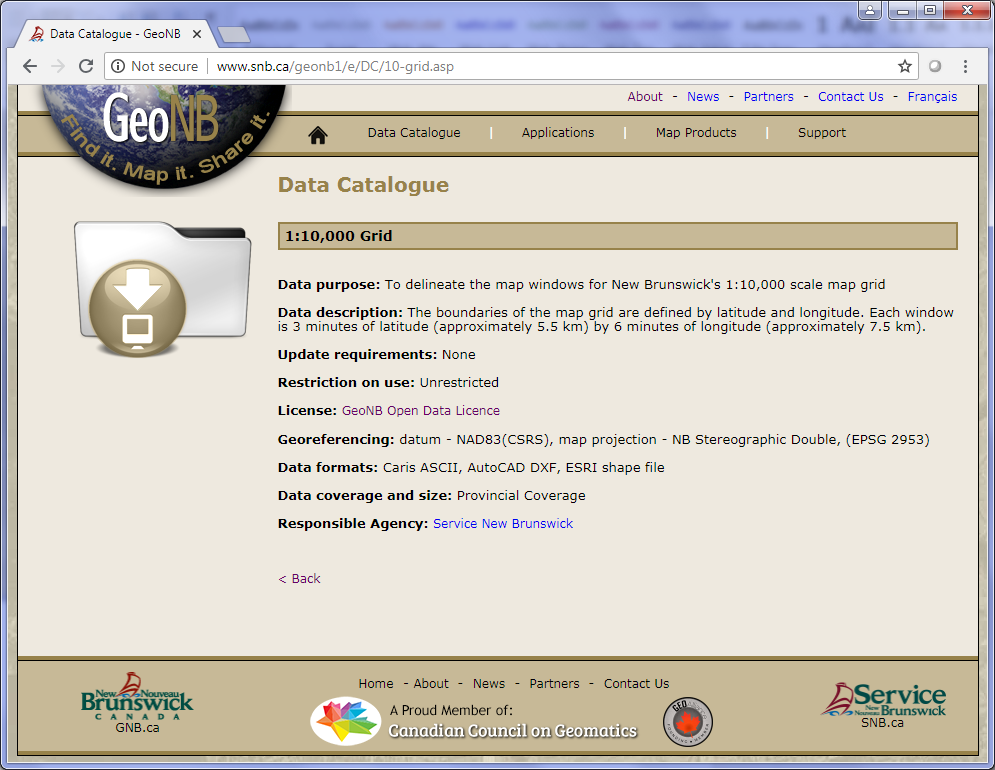 Data Catalogue - GeoNB
Not secure | www.snb.ca/geonb1/e/DC/10-grid.asp
About - News - Partners - Contact Us - Français
GeoNB
Find it. Map it. Share it.
Data Catalogue | Applications | Map Products | Support
Data Catalogue
1:10,000 Grid
Data purpose: To delineate the map windows for New Brunswick's 1:10,000 scale map grid
Data description: The boundaries of the map grid are defined by latitude and longitude. Each window
is 3 minutes of latitude (approximately 5.5 km) by 6 minutes of longitude (approximately 7.5 km).
Update requirements: None
Restriction on use: Unrestricted
License: GeoNB Open Data Licence
Georeferencing: datum - NAD83(CSRS), map projection - NB Stereographic Double, (EPSG 2953)
Data formats: Caris ASCII, AutoCAD DXF, ESRI shape file
Data coverage and size: Provincial Coverage
Responsible Agency: Service New Brunswick
< Back
Home - About - News - Partners - Contact Us
New Nouveau
Brunswick
CANADA
GNB.ca
A Proud Member of:
Canadian Council on Geomatics
GEO
Service
New Nouveau
Brunswick
SNB.ca